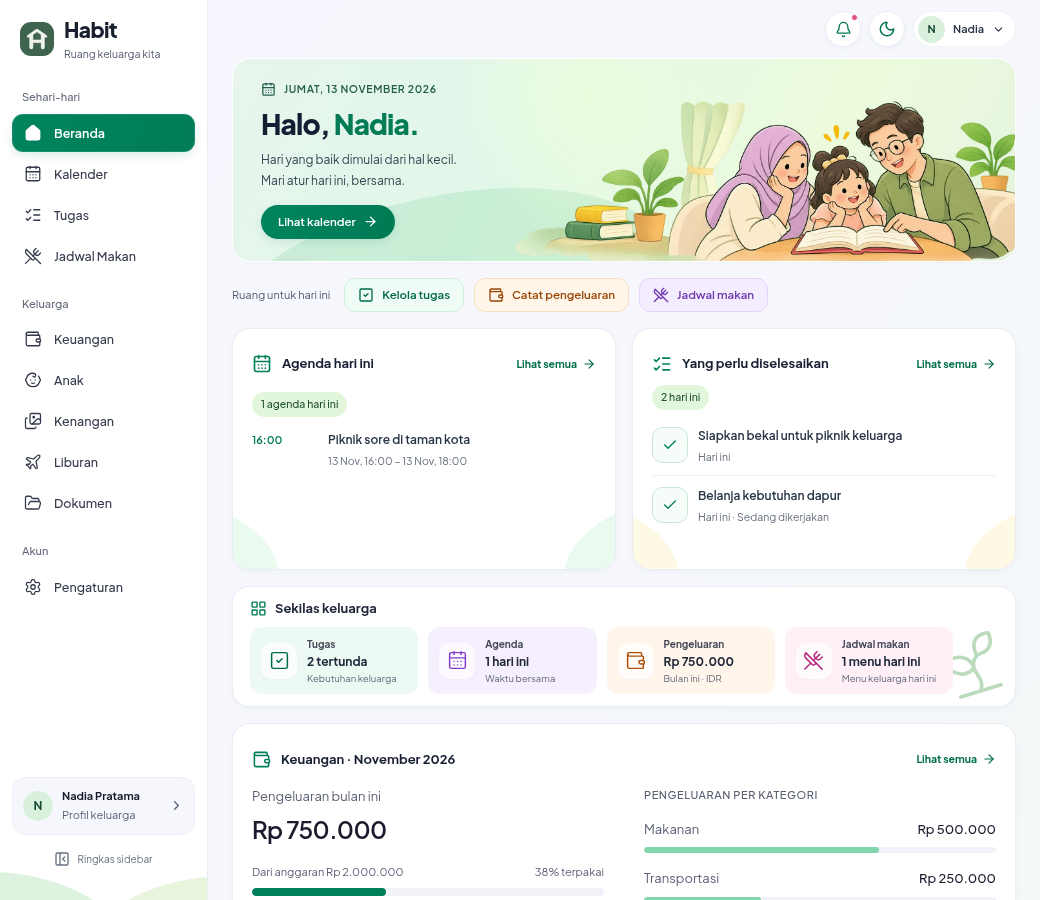 Habit
Ruang keluarga kita
Sehari-hari
Beranda
Kalender
Tugas
Jadwal Makan
Keluarga
Keuangan
Anak
Kenangan
Liburan
Dokumen
Akun
Pengaturan
N
Nadia Pratama
Profil keluarga
Ringkas sidebar
N
Nadia
JUMAT, 13 NOVEMBER 2026
Halo, Nadia.
Hari yang baik dimulai dari hal kecil.
Mari atur hari ini, bersama.
Lihat kalender
Ruang untuk hari ini
Kelola tugas
Catat pengeluaran
Jadwal makan
Agenda hari ini
Lihat semua
1 agenda hari ini
16:00
Piknik sore di taman kota
13 Nov, 16:00 – 13 Nov, 18:00
Yang perlu diselesaikan
Lihat semua
2 hari ini
Siapkan bekal untuk piknik keluarga
Hari ini
Belanja kebutuhan dapur
Hari ini · Sedang dikerjakan
Sekilas keluarga
Tugas
2 tertunda
Kebutuhan keluarga
Agenda
1 hari ini
Waktu bersama
Pengeluaran
Rp 750.000
Bulan ini · IDR
Jadwal makan
1 menu hari ini
Menu keluarga hari ini
Keuangan · November 2026
Lihat semua
Pengeluaran bulan ini
Rp 750.000
Dari anggaran Rp 2.000.000
38% terpakai
PENGELUARAN PER KATEGORI
Makanan
Rp 500.000
Transportasi
Rp 250.000